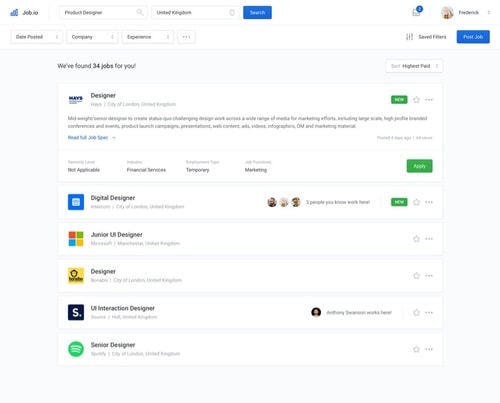 Job.io
Product Designer
United Kingdom
Search
2
Frederick
Date Posted
Company
Experience
Saved Filters
Post Job
We've found 34 jobs for you!
Sort: Highest Paid
HAYS
Designer
Hays | City of London, United Kingdom
NEW
Mid-weight/senior designer to create status-quo-challenging design work across a wide range of media for marketing efforts, including large scale, high-profile branded
conferences and events, product launch campaigns, presentations, web content, ads, videos, infographics, DM and marketing material.
Read full Job Spec
Posted 4 days ago | 64 views
Seniority Level
Industry
Employment Type
Job Functions
Not Applicable
Financial Services
Temporary
Marketing
Apply
Digital Designer
Intercom | City of London, United Kingdom
3 people you know work here!
NEW
Junior UI Designer
Microsoft | Manchester, United Kingdom
Designer
Bonabo | City of London, United Kingdom
S.
UI Interaction Designer
Source | Hull, United Kingdom
Anthony Swanson works here!
Senior Designer
Spotify | City of London, United Kingdom